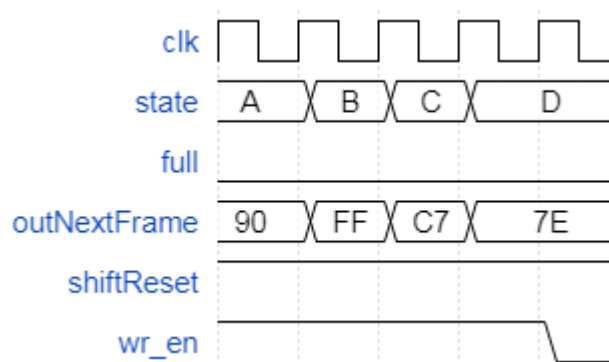 clk
state A B C D
full
outNextFrame 90 FF C7 7E
shiftReset
wr_en